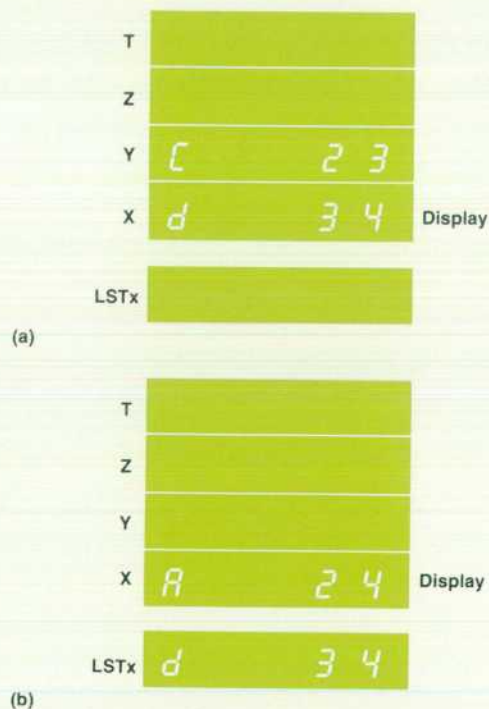 T
Z
Y C 2 3
X d 3 4 Display
LSTx
(a)
T
Z
Y
X A 2 4 Display
LSTx d 3 4
(b)